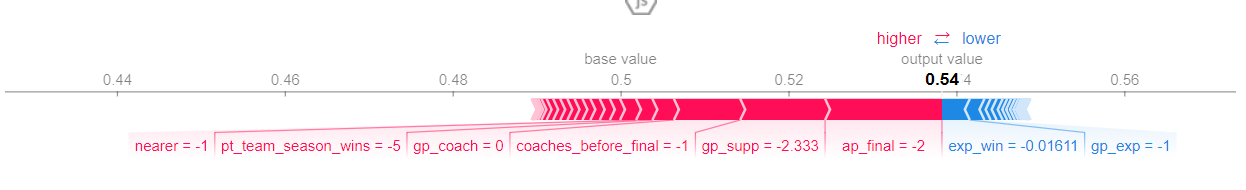 js
higher ⇄ lower
base value output value
0.44 0.46 0.48 0.5 0.52 0.54 4 0.56
nearer = -1 pt_team_season_wins = -5 gp_coach = 0 coaches_before_final = -1 gp_supp = -2.333 ap_final = -2 exp_win = -0.01611 gp_exp = -1